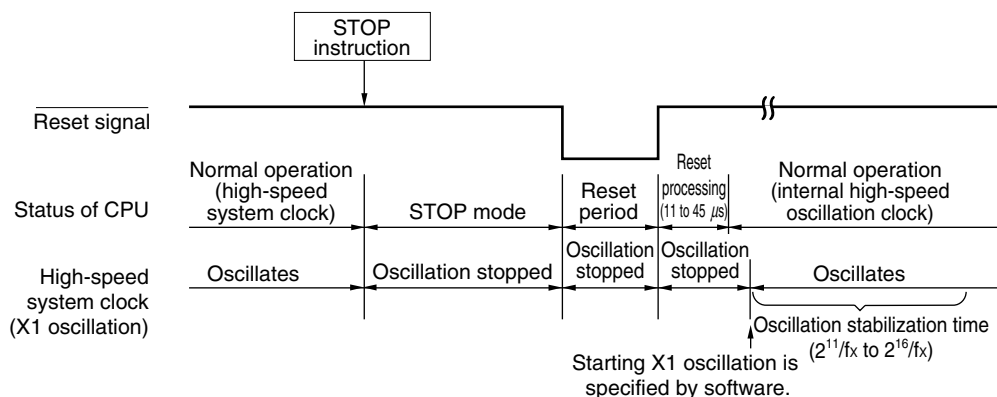 STOP
instruction
Reset signal
Normal operation
(high-speed
system clock)
Status of CPU
STOP mode
Reset
period
Reset
processing
(11 to 45 μs)
Normal operation
(internal high-speed
oscillation clock)
High-speed
system clock
(X1 oscillation)
Oscillates
Oscillation stopped
Oscillation
stopped
Oscillation
stopped
Oscillates
Oscillation stabilization time
(2¹¹/fx to 2¹⁶/fx)
Starting X1 oscillation is
specified by software.